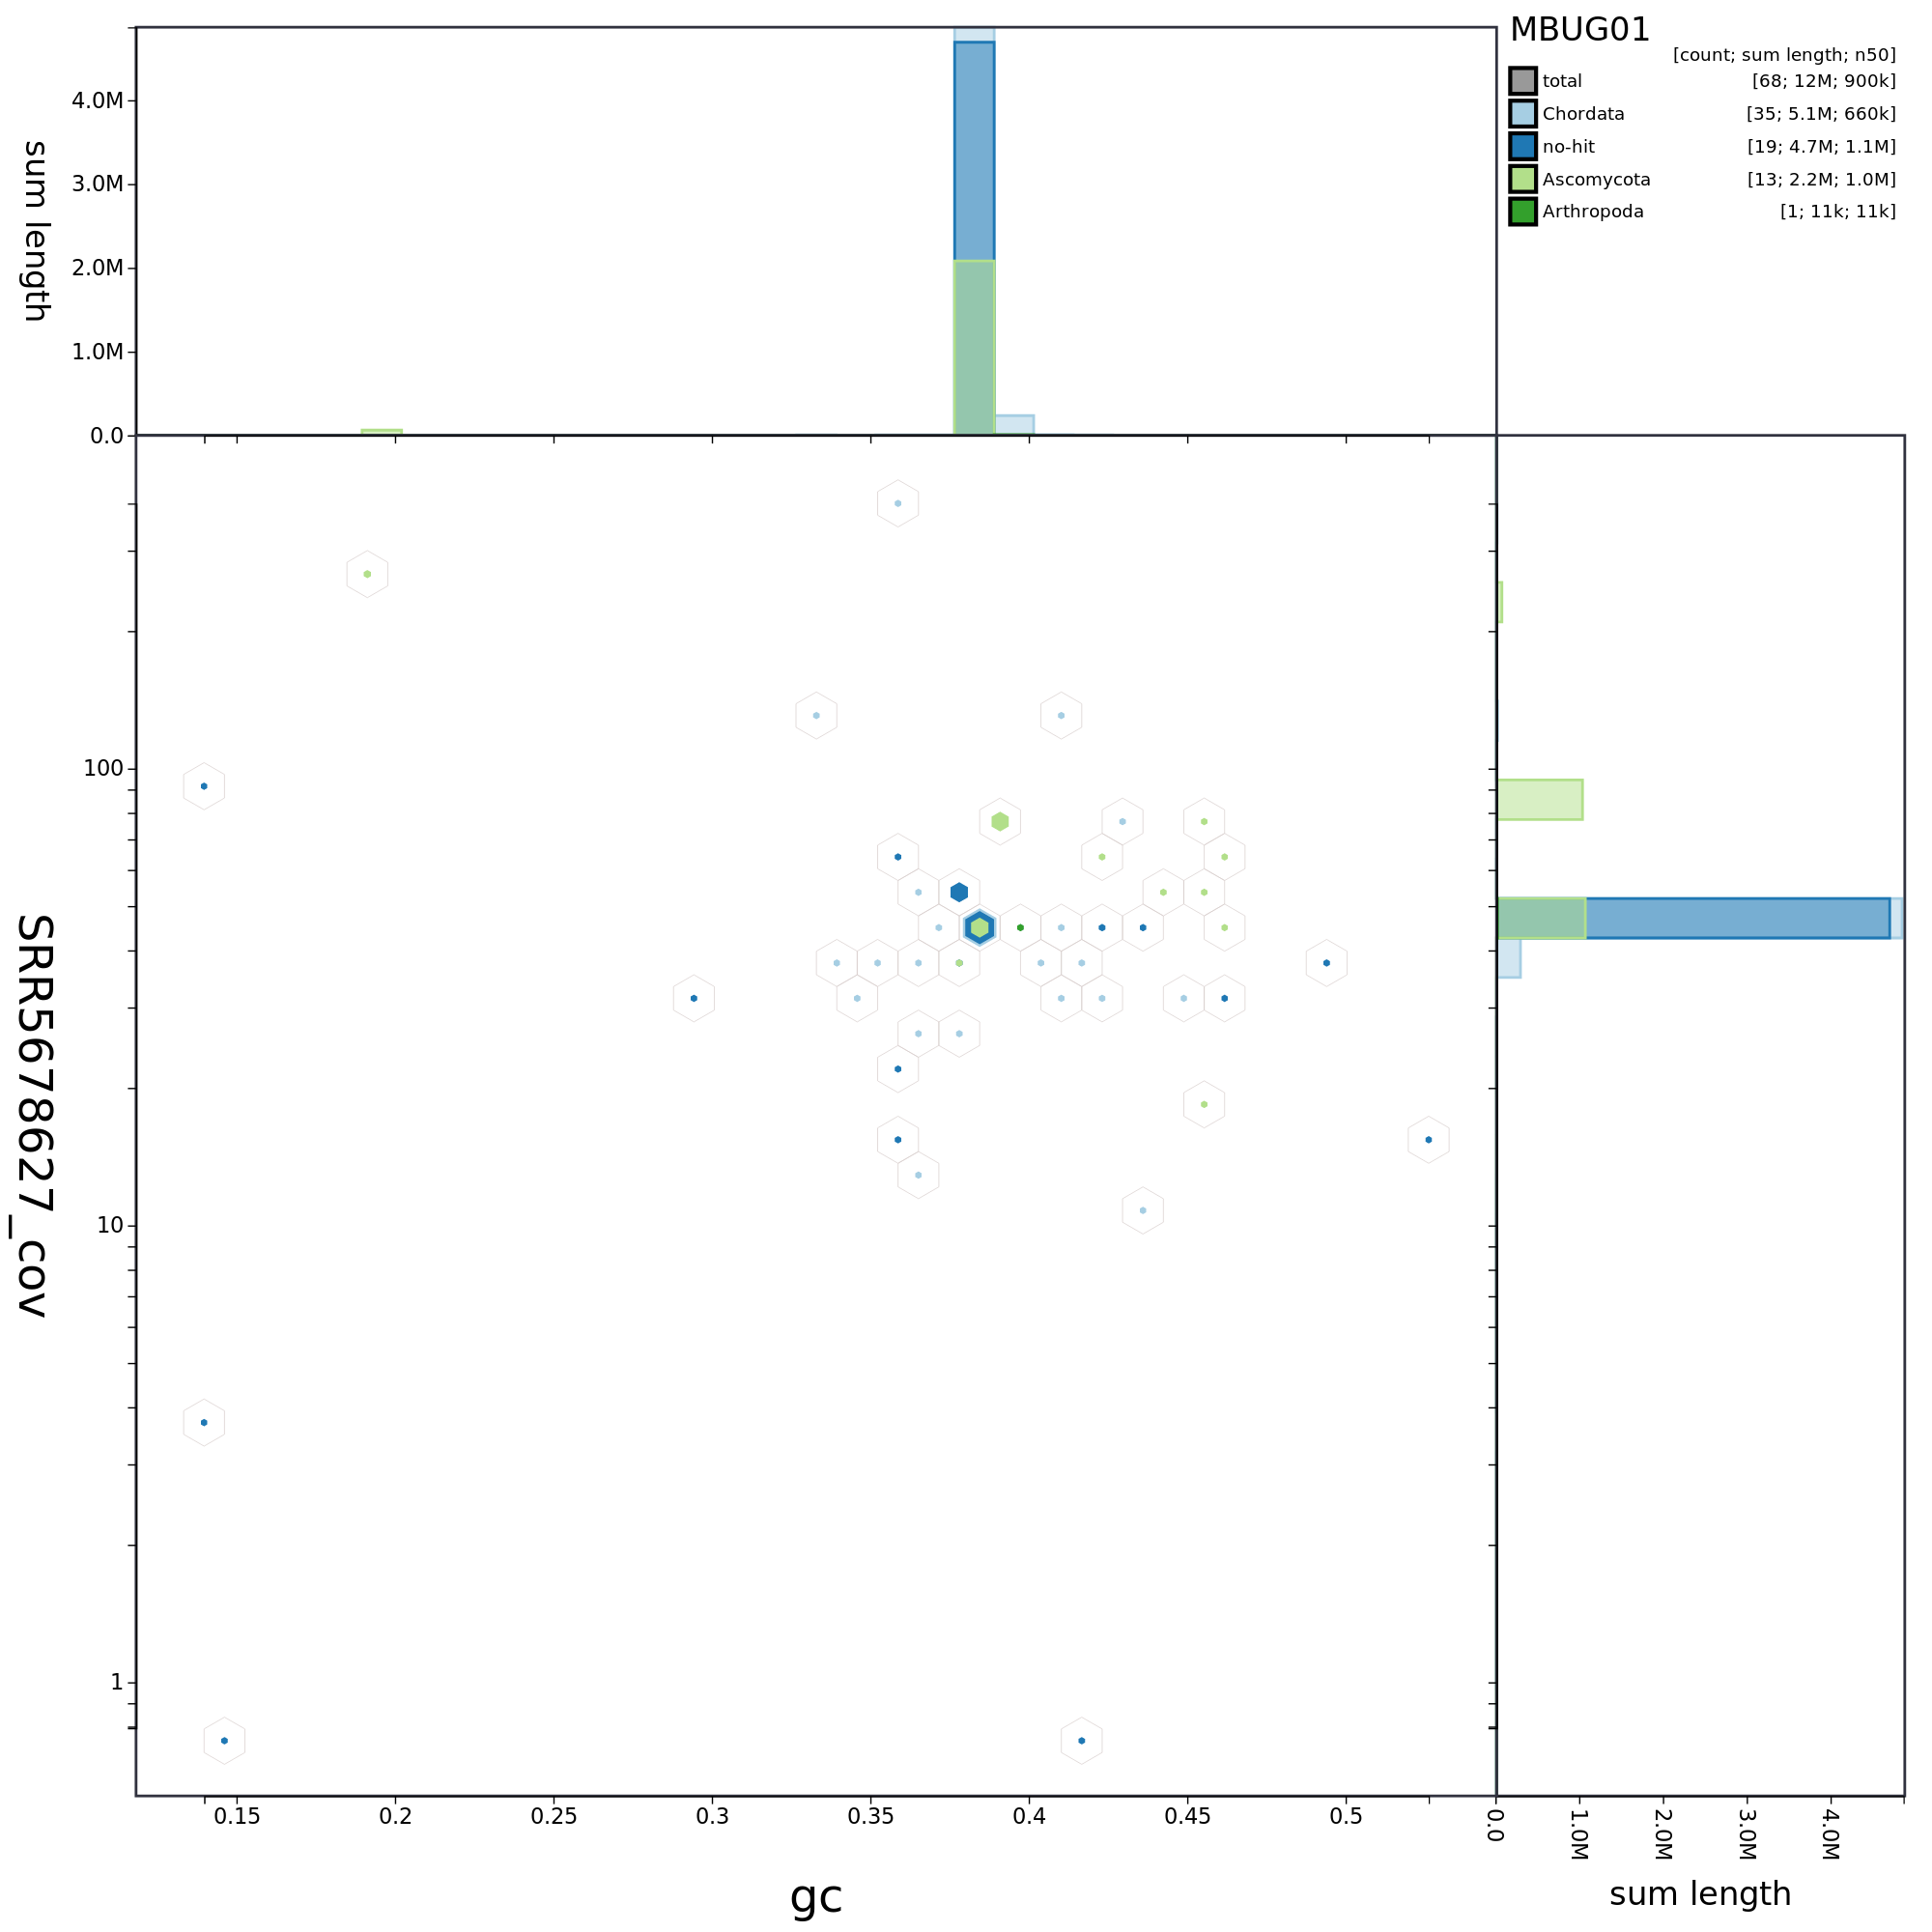 MBUG01
[count; sum length; n50]
total [68; 12M; 900k]
Chordata [35; 5.1M; 660k]
no-hit [19; 4.7M; 1.1M]
Ascomycota [13; 2.2M; 1.0M]
Arthropoda [1; 11k; 11k]
sum length
4.0M
3.0M
2.0M
1.0M
0.0
SRR5678627_cov
100
10
1
0.15 0.2 0.25 0.3 0.35 0.4 0.45 0.5
gc
0.0 1.0M 2.0M 3.0M 4.0M
sum length